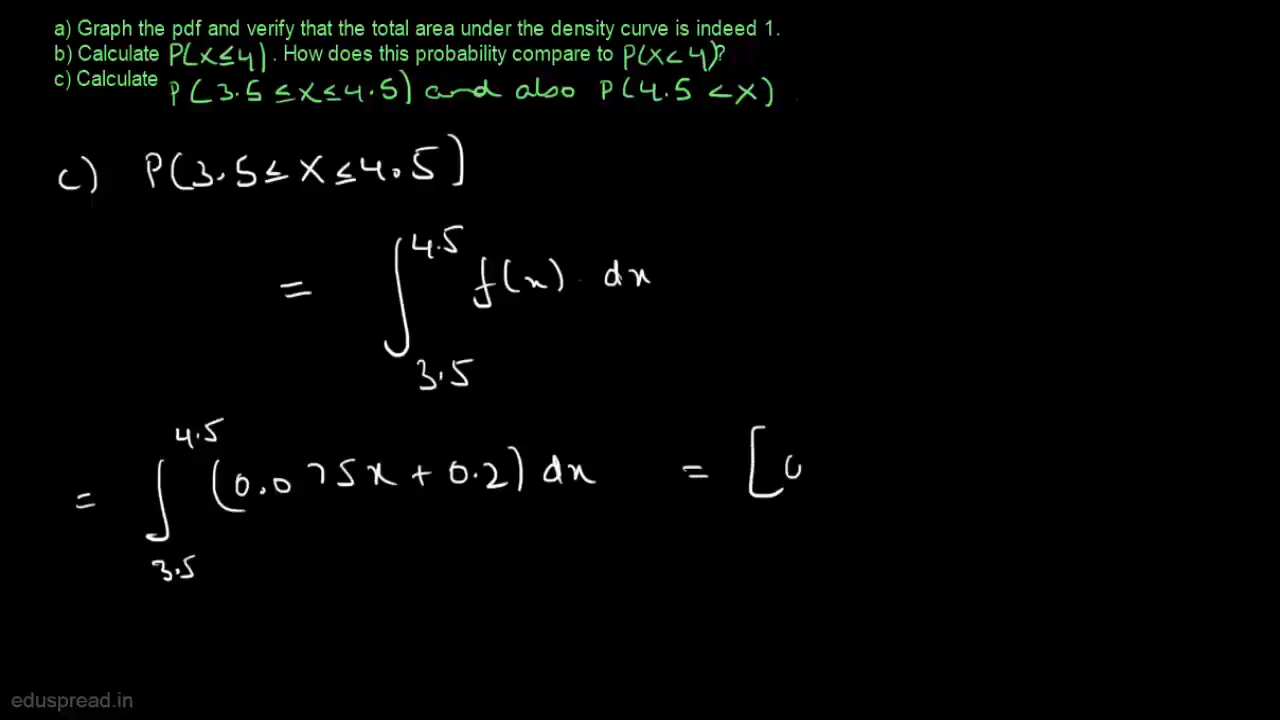 a) Graph the pdf and verify that the total area under the density curve is indeed 1.
b) Calculate P(X≤4). How does this probability compare to P(X<4)?
c) Calculate P(3.5≤X≤4.5) and also P(4.5<X)
c) P(3.5≤X≤4.5)
= ∫_{3.5}^{4.5} f(x) · dx
= ∫_{3.5}^{4.5} (0.075x + 0.2) dx = [0
eduspread.in